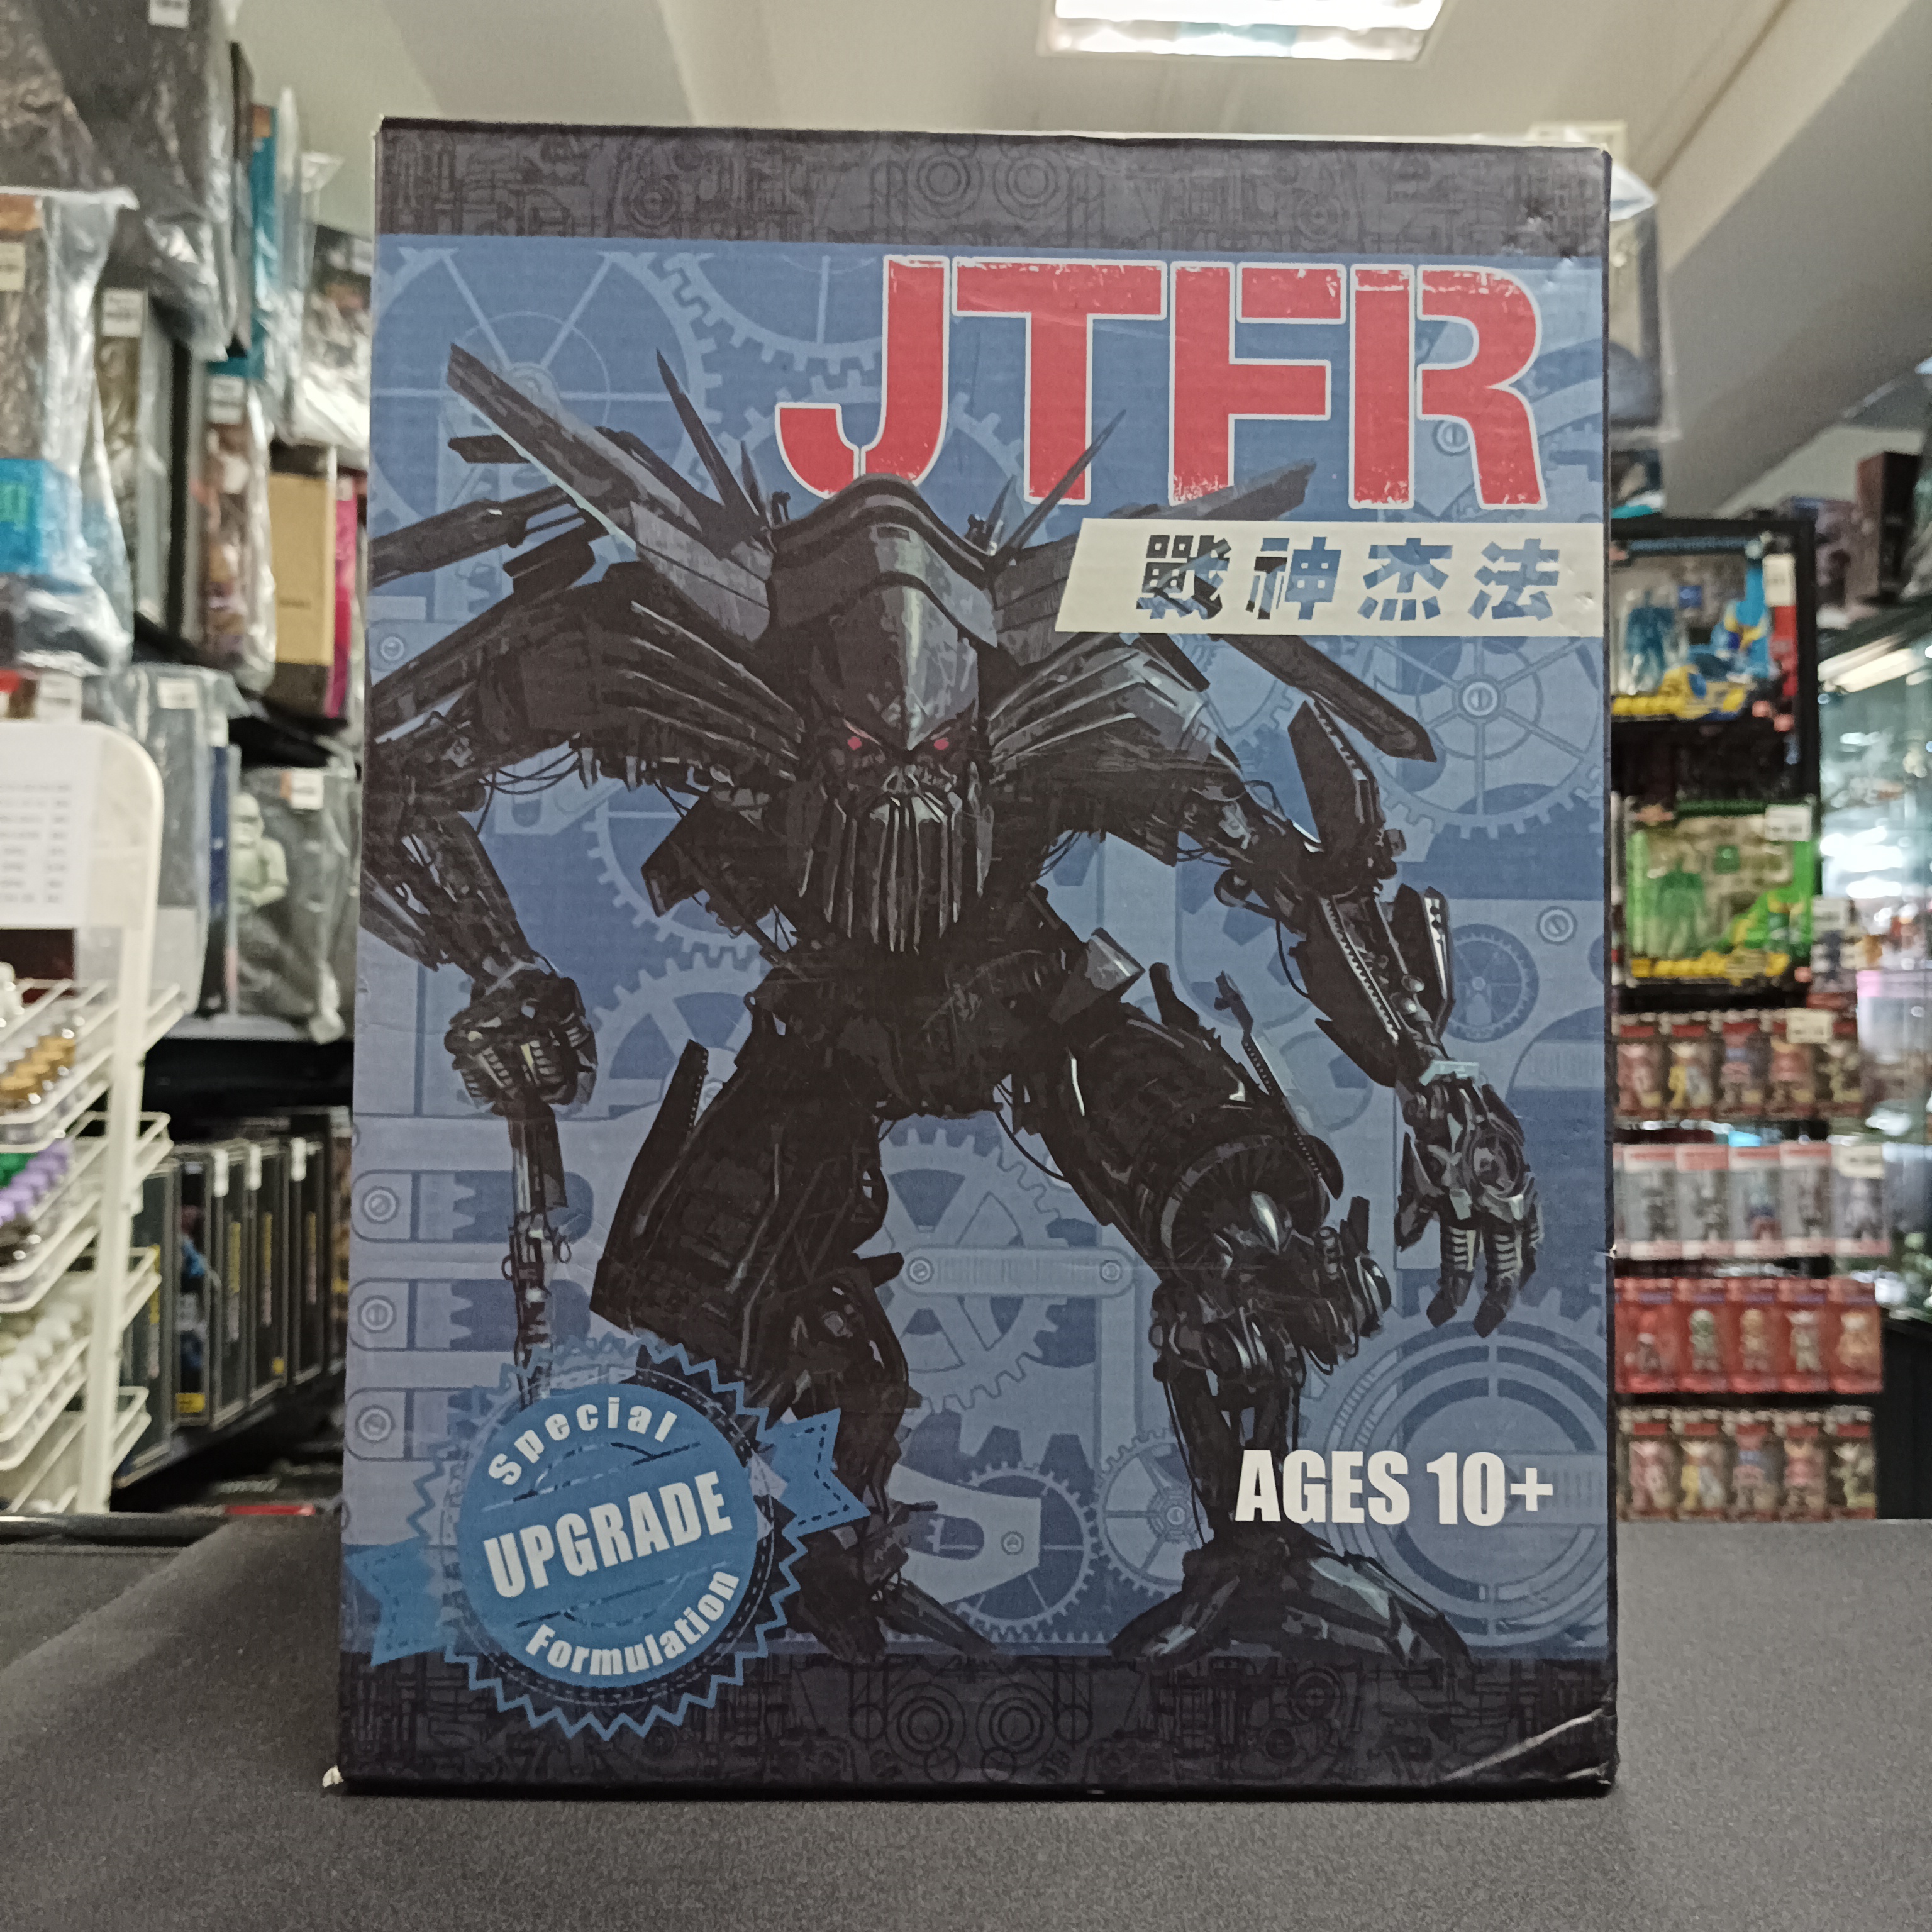 JTFR
戰神杰法
Special
UPGRADE
Formulation
AGES 10+